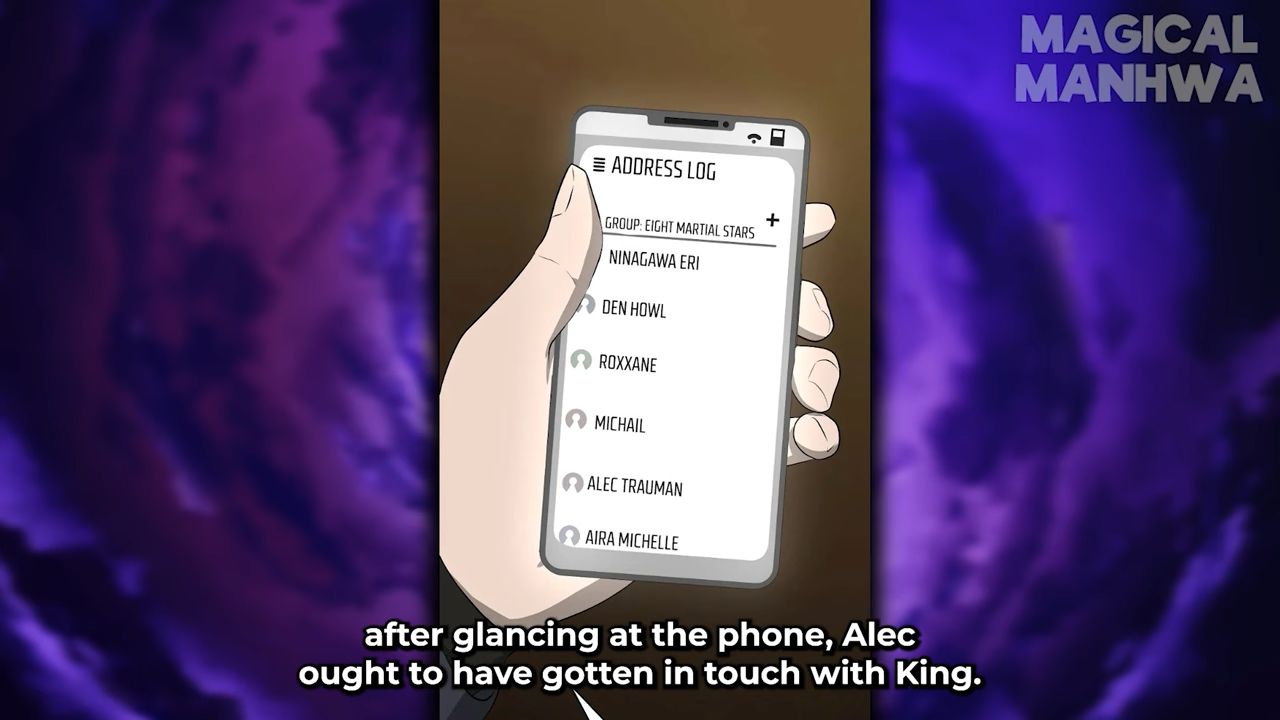 MAGICAL
MANHWA
ADDRESS LOG
GROUP: EIGHT MARTIAL STARS
+
NINAGAWA ERI
DEN HOWL
ROXXANE
MICHAIL
ALEC TRAUMAN
AIRA MICHELLE
after glancing at the phone, Alec
ought to have gotten in touch with King.